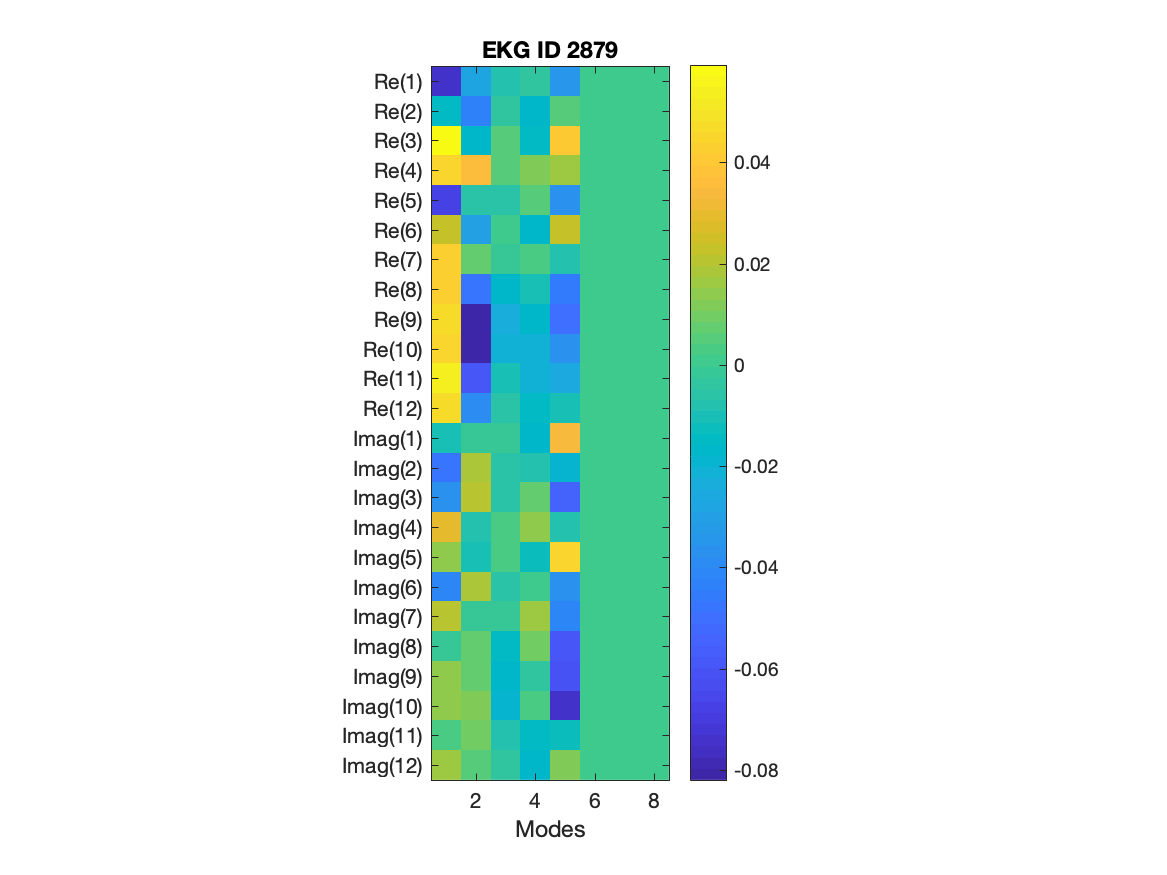 EKG ID 2879
Re(1)
Re(2)
Re(3)
Re(4)
Re(5)
Re(6)
Re(7)
Re(8)
Re(9)
Re(10)
Re(11)
Re(12)
Imag(1)
Imag(2)
Imag(3)
Imag(4)
Imag(5)
Imag(6)
Imag(7)
Imag(8)
Imag(9)
Imag(10)
Imag(11)
Imag(12)
2 4 6 8
Modes
0.04
0.02
0
-0.02
-0.04
-0.06
-0.08